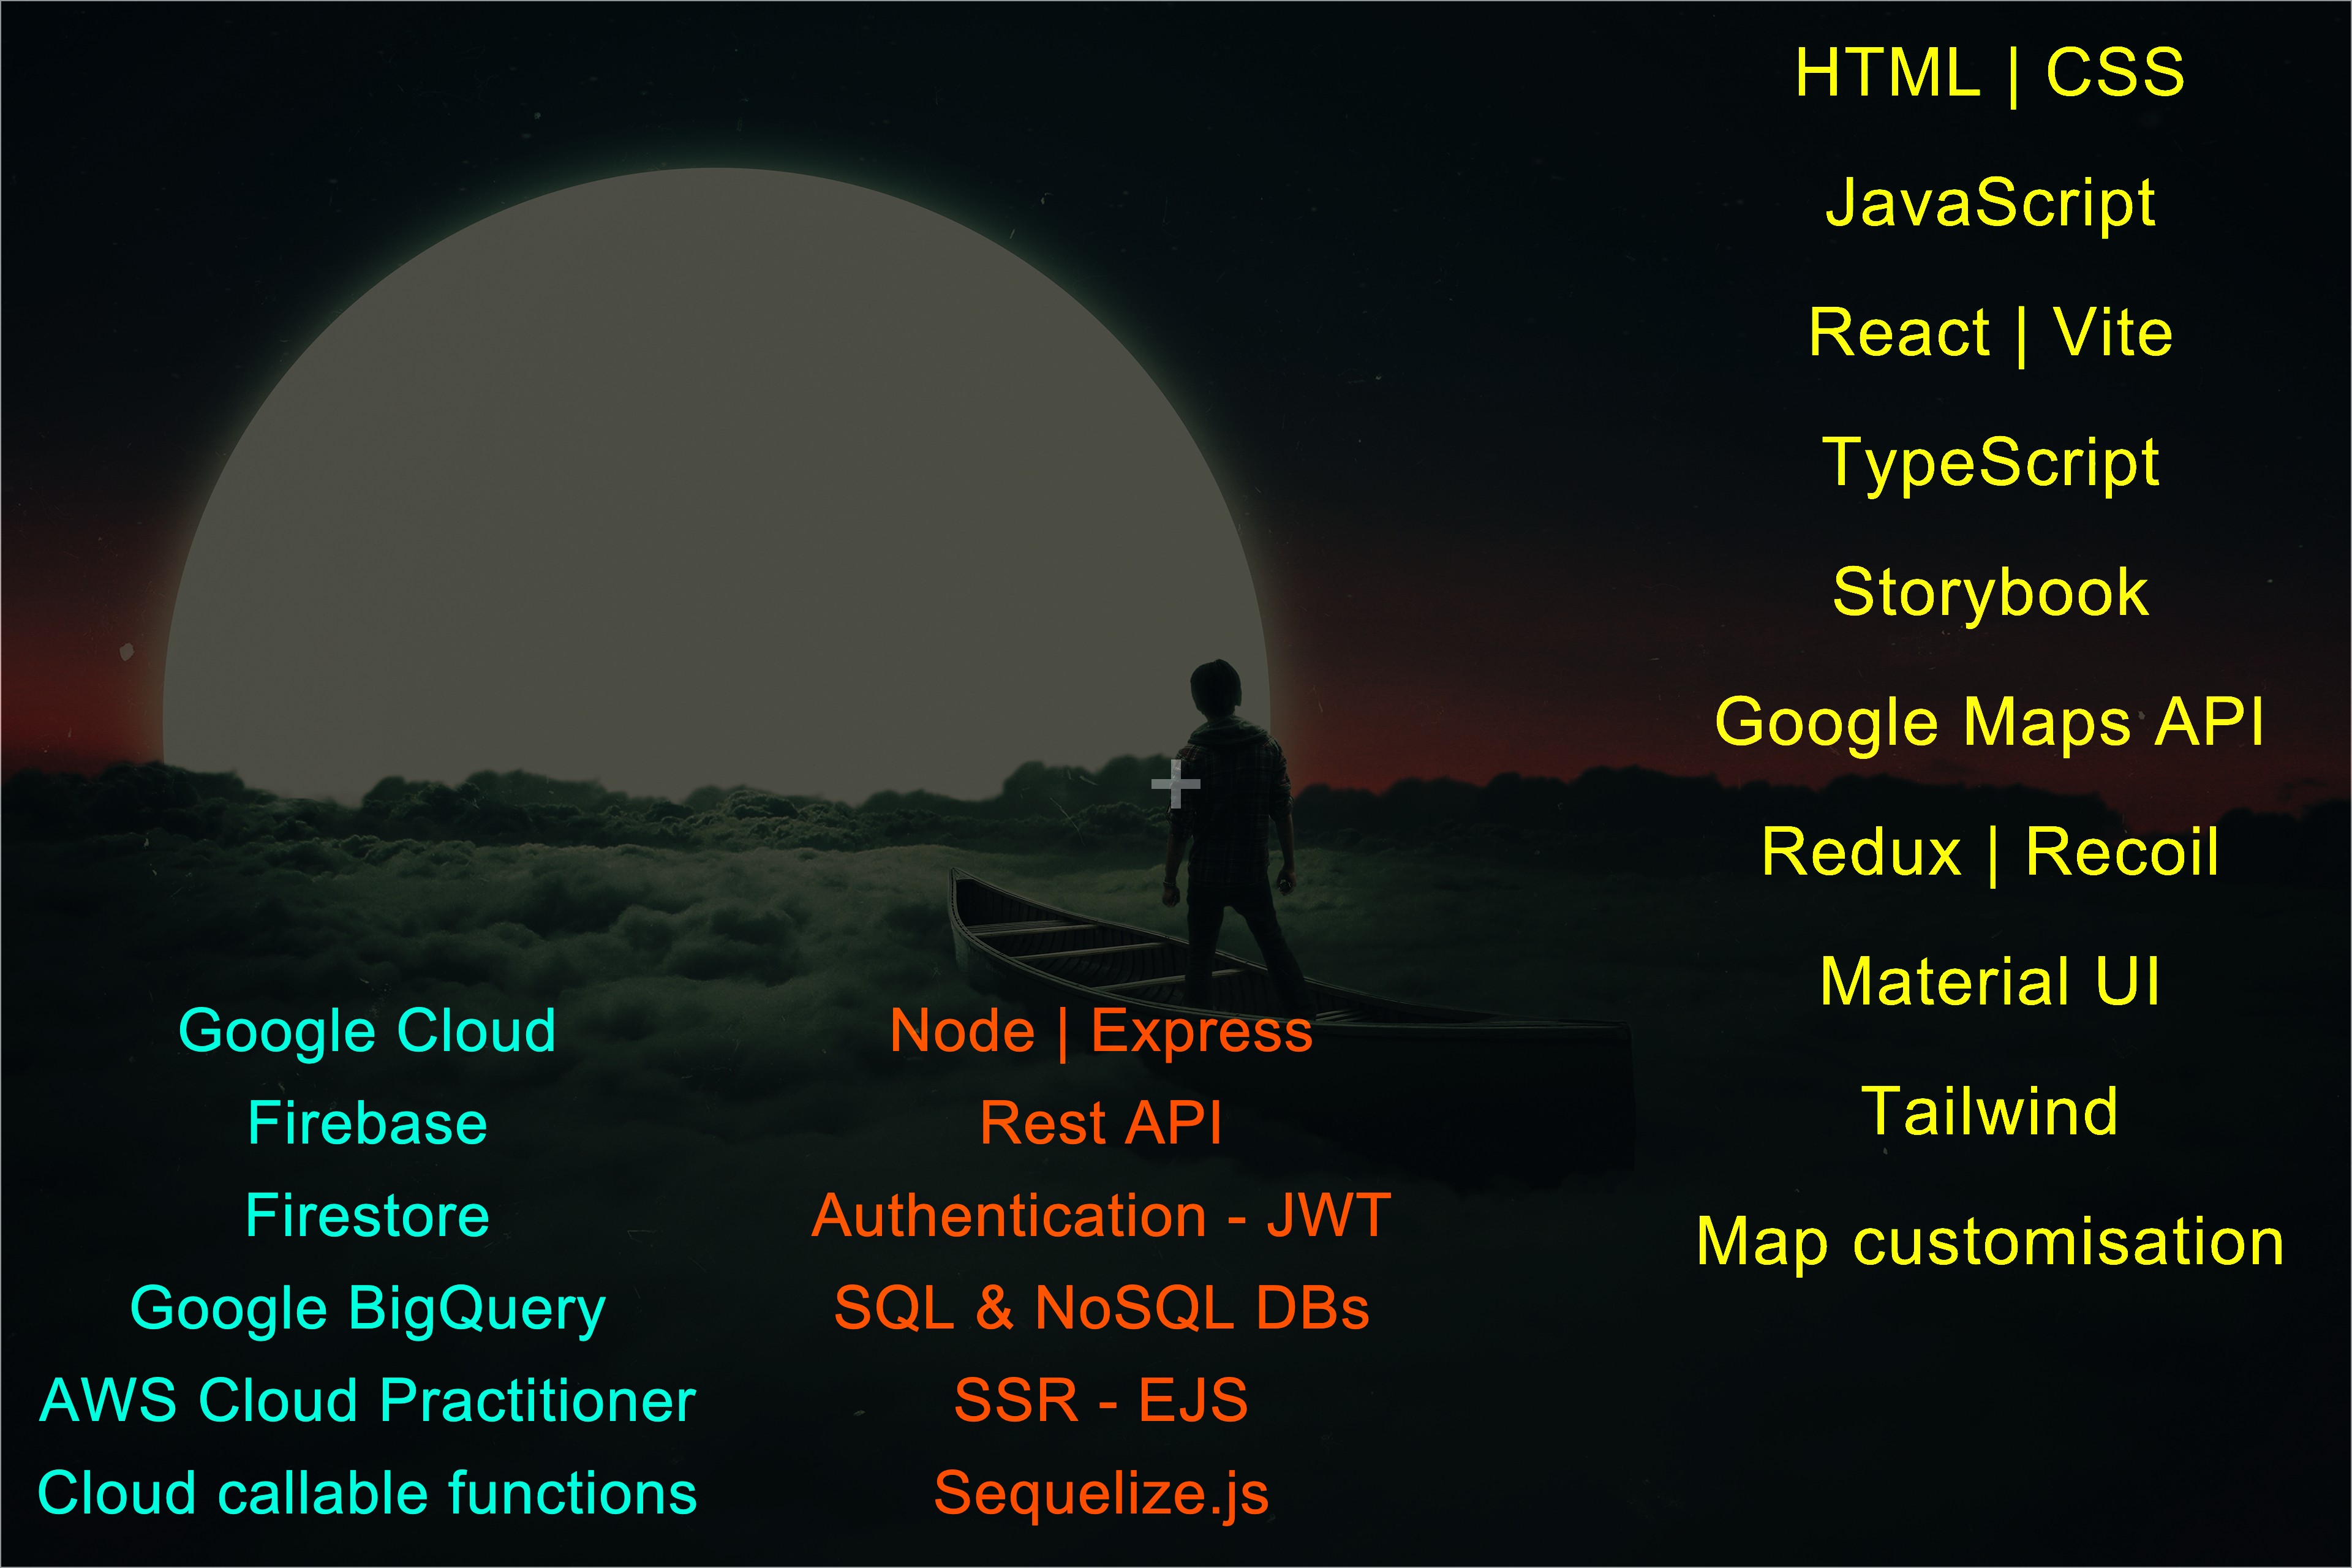 HTML | CSS
JavaScript
React | Vite
TypeScript
Storybook
Google Maps API
Redux | Recoil
Material UI
Tailwind
Map customisation
Google Cloud
Firebase
Firestore
Google BigQuery
AWS Cloud Practitioner
Cloud callable functions
Node | Express
Rest API
Authentication - JWT
SQL & NoSQL DBs
SSR - EJS
Sequelize.js